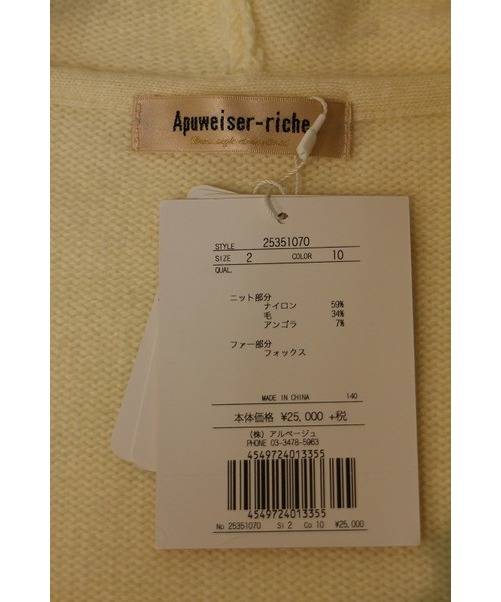 Apuweiser-riche
STYLE 25351070
SIZE 2 COLOR 10
QUAL.
ニット部分
ナイロン 59%
毛 34%
アンゴラ 7%
ファー部分
フォックス
MADE IN CHINA 140
本体価格 ¥25,000 +税
(株) アルページュ
PHONE 03-3478-5963
4549724013355
4549724013355
No 25351070 Si 2 Co 10 ¥25,000